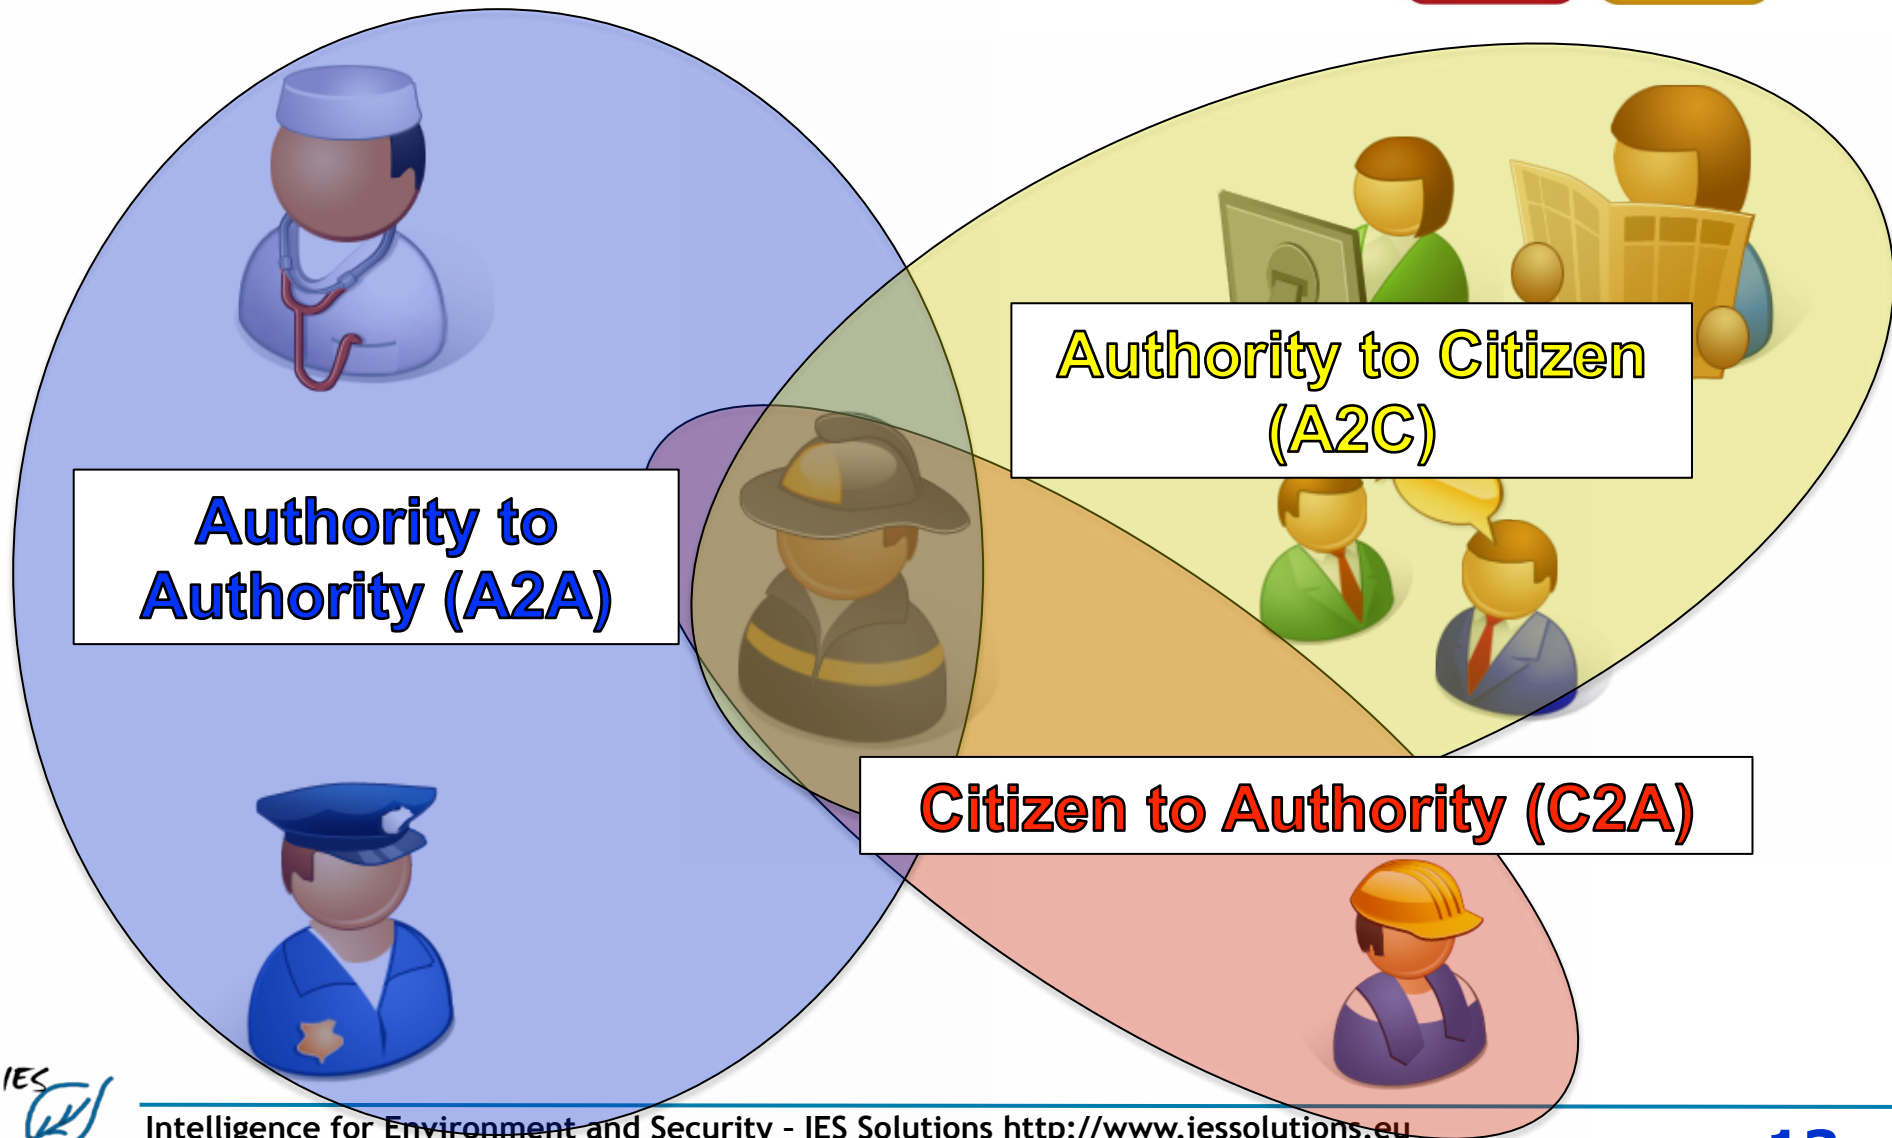 Authority to Citizen
(A2C)
Authority to
Authority (A2A)
Citizen to Authority (C2A)
IES
Intelligence for Environment and Security – IES Solutions http://www.iessolutions.eu